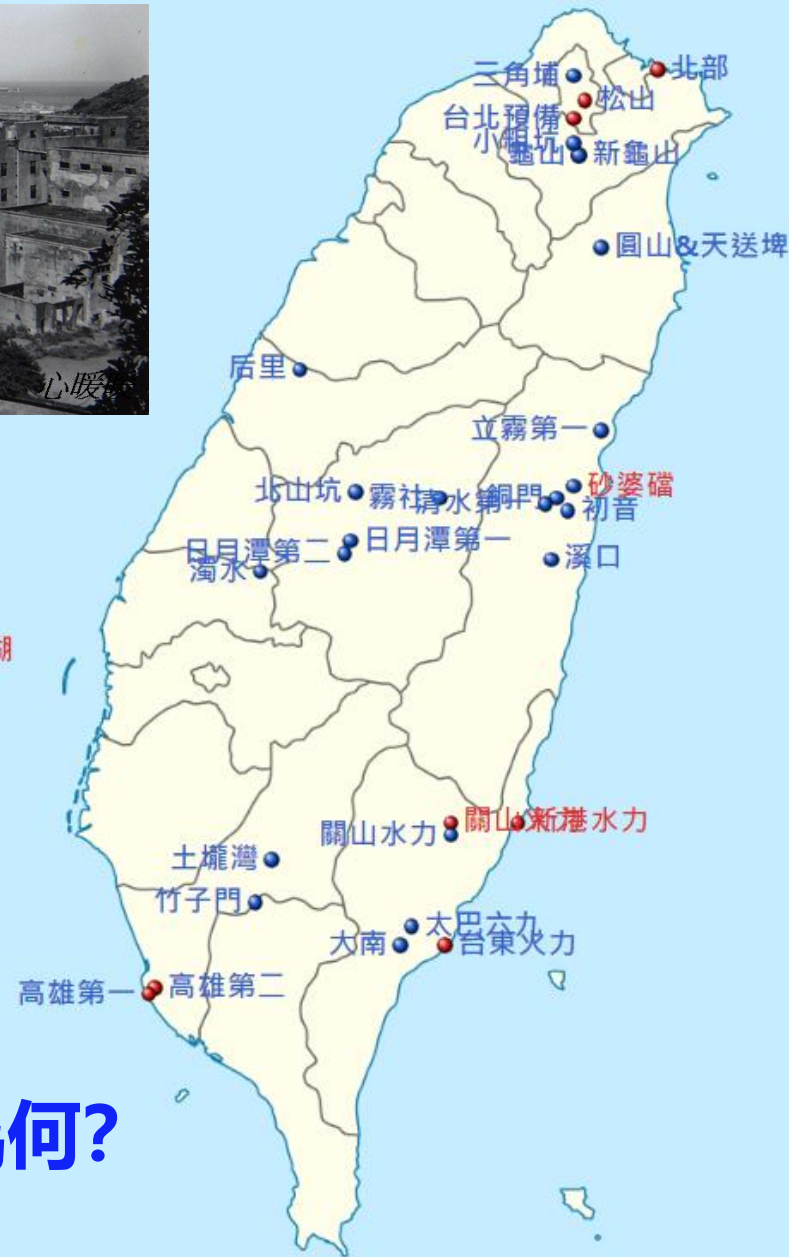 三角埔
北部
松山
台北預備
小粗坑
龜山
新龜山
圓山&天送埤
后里
立霧第一
北山坑
霧社
清水第一
銅門
砂婆礑
初音
日月潭第一
日月潭第二
濁水
溪口
湖
關山水力
新港水力
土壠灣
竹子門
太巴六九
大南
台東火力
高雄第一
高雄第二
心暖
何?